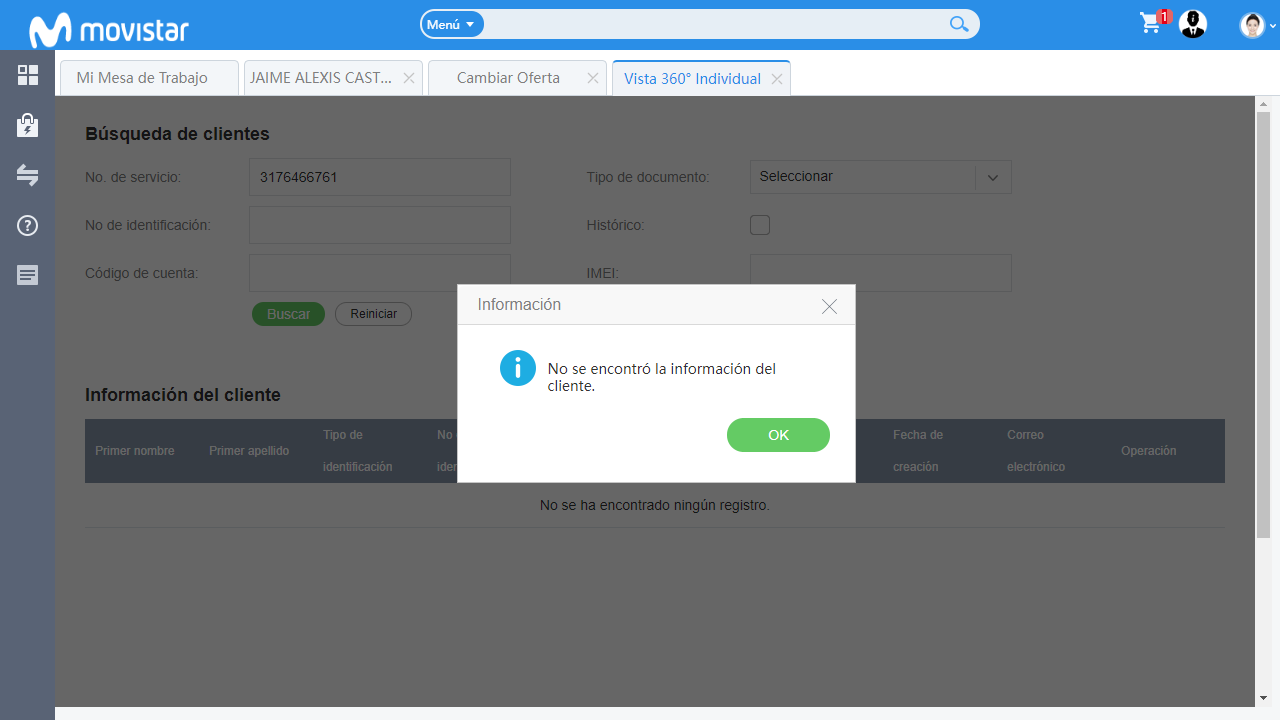 movistar
Menú
1
Mi Mesa de Trabajo
JAIME ALEXIS CAST...
Cambiar Oferta
Vista 360° Individual
Búsqueda de clientes
No. de servicio:
3176466761
Tipo de documento:
Seleccionar
No de identificación:
Histórico:
Código de cuenta:
IMEI:
Buscar
Reiniciar
Información
No se encontró la información del
cliente.
OK
Información del cliente
Primer nombre
Primer apellido
Tipo de
identificación
No
Fecha de
creación
Correo
electrónico
Operación
No se ha encontrado ningún registro.